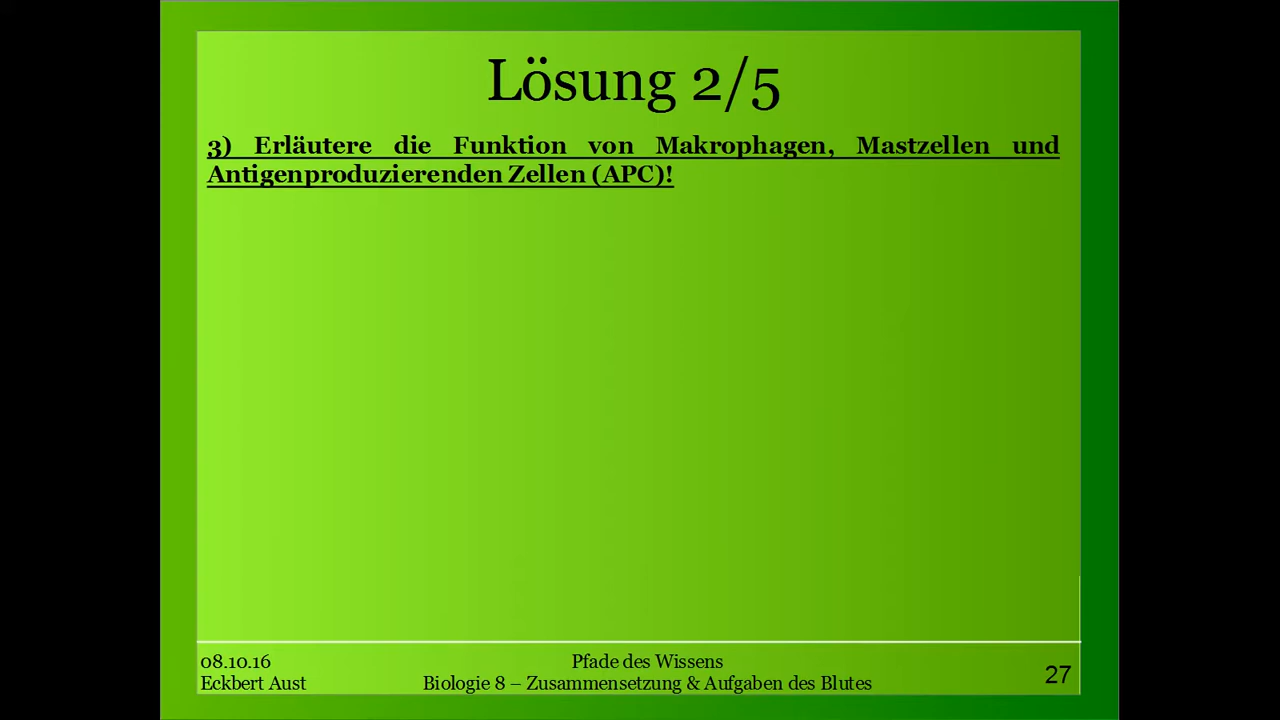 Lösung 2/5
3) Erläutere die Funktion von Makrophagen, Mastzellen und
Antigenproduzierenden Zellen (APC)!
08.10.16
Eckbert Aust
Pfade des Wissens
Biologie 8 – Zusammensetzung & Aufgaben des Blutes
27